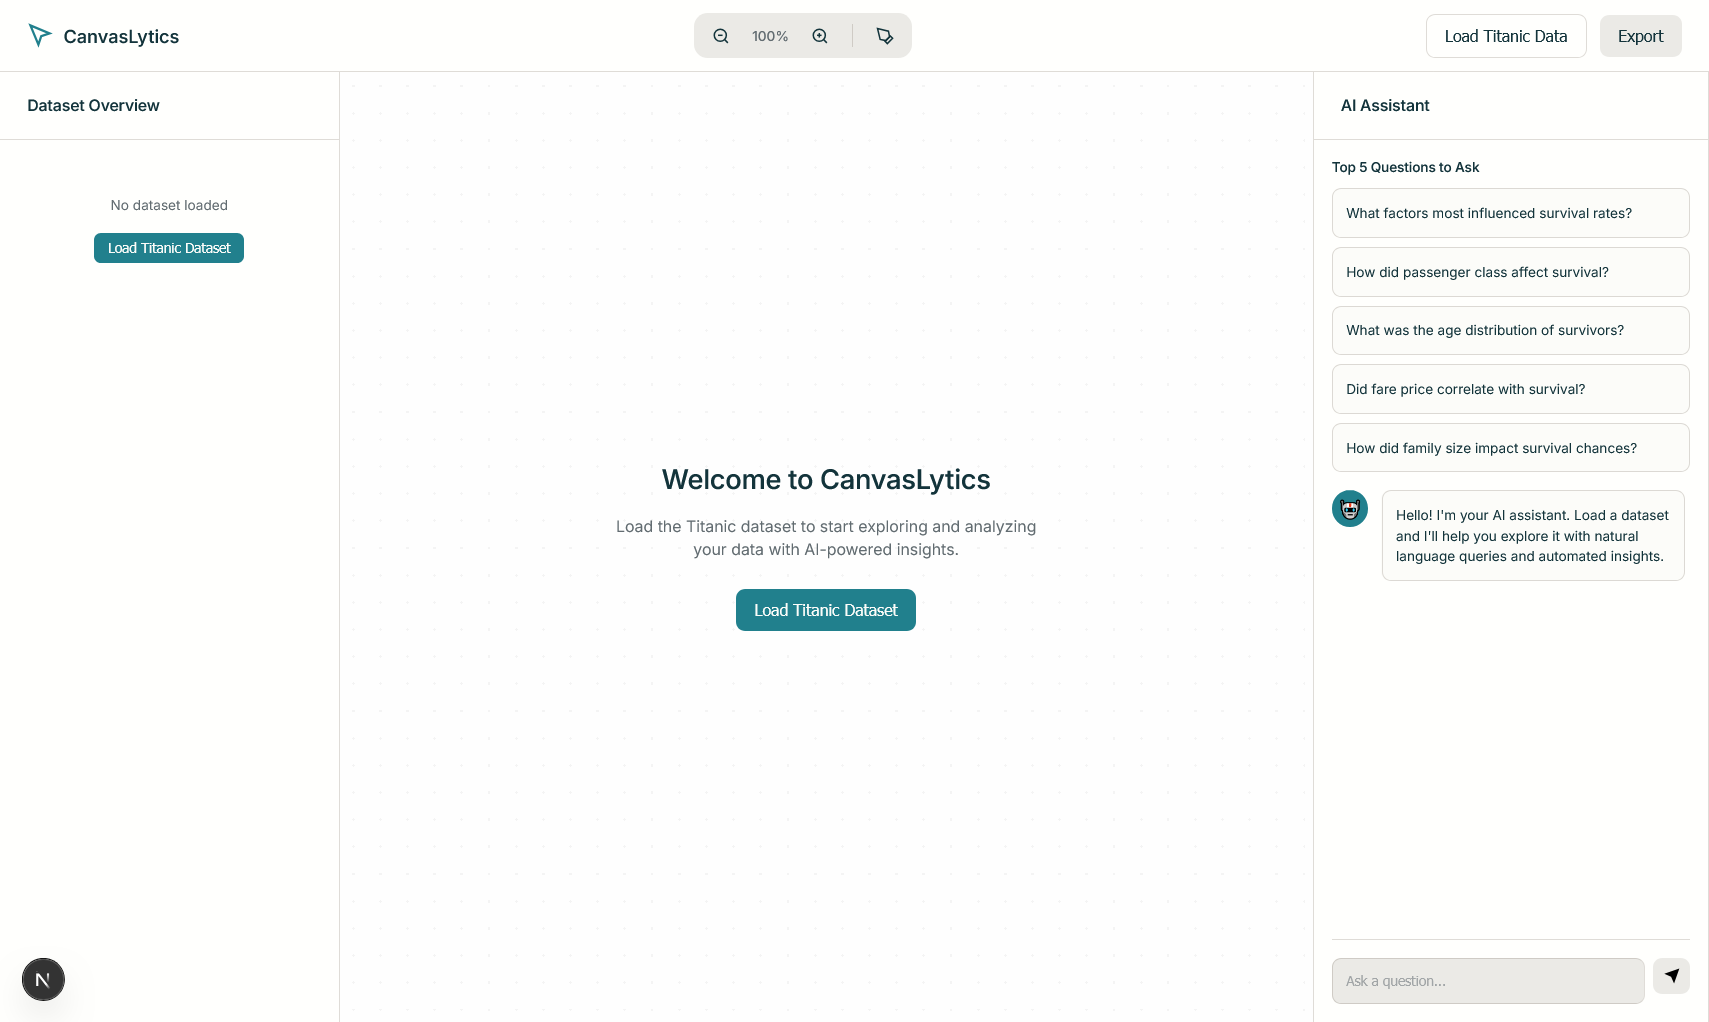 CanvasLytics
100%
Load Titanic Data
Export
Dataset Overview
No dataset loaded
Load Titanic Dataset
Welcome to CanvasLytics
Load the Titanic dataset to start exploring and analyzing
your data with AI-powered insights.
Load Titanic Dataset
AI Assistant
Top 5 Questions to Ask
What factors most influenced survival rates?
How did passenger class affect survival?
What was the age distribution of survivors?
Did fare price correlate with survival?
How did family size impact survival chances?
Hello! I'm your AI assistant. Load a dataset
and I'll help you explore it with natural
language queries and automated insights.
Ask a question...
N